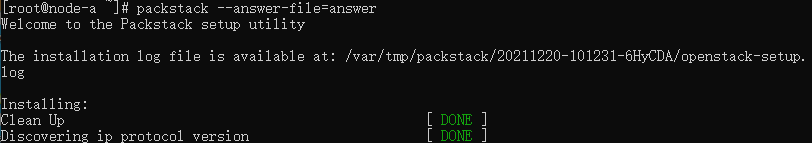 [root@node-a ~]# packstack --answer-file=answer
Welcome to the Packstack setup utility
The installation log file is available at: /var/tmp/packstack/20211220-101231-6HyCDA/openstack-setup.
log
Installing:
Clean Up [ DONE ]
Discovering ip protocol version [ DONE ]